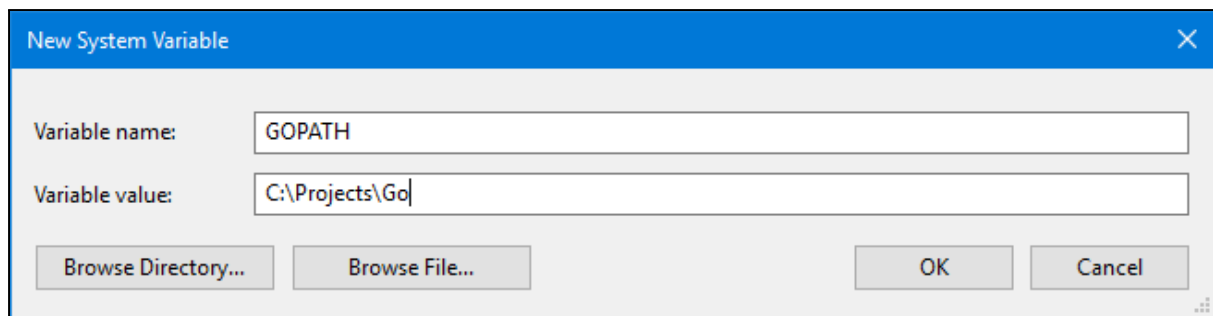 New System Variable
Variable name: GOPATH
Variable value: C:\Projects\Go
Browse Directory... Browse File... OK Cancel